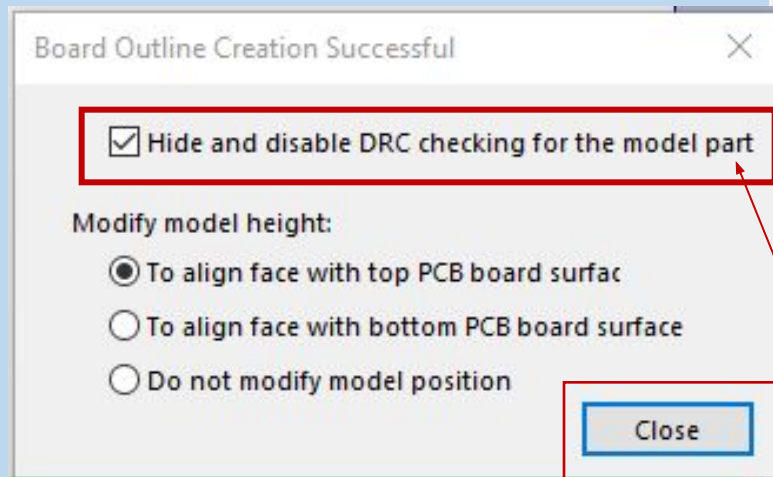 Board Outline Creation Successful
Hide and disable DRC checking for the model part
Modify model height:
To align face with top PCB board surfac
To align face with bottom PCB board surface
Do not modify model position
Close